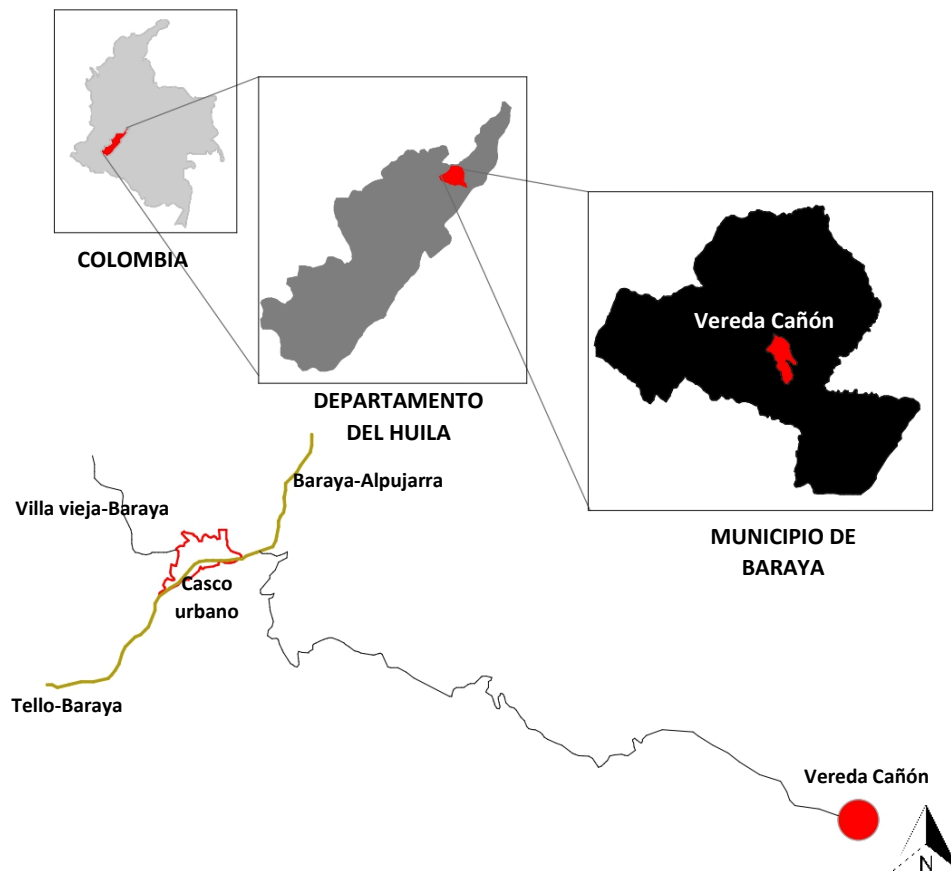 COLOMBIA
DEPARTAMENTO
DEL HUILA
Vereda Cañón
MUNICIPIO DE
BARAYA
Baraya-Alpujarra
Villa vieja-Baraya
Casco
urbano
Tello-Baraya
Vereda Cañón
N